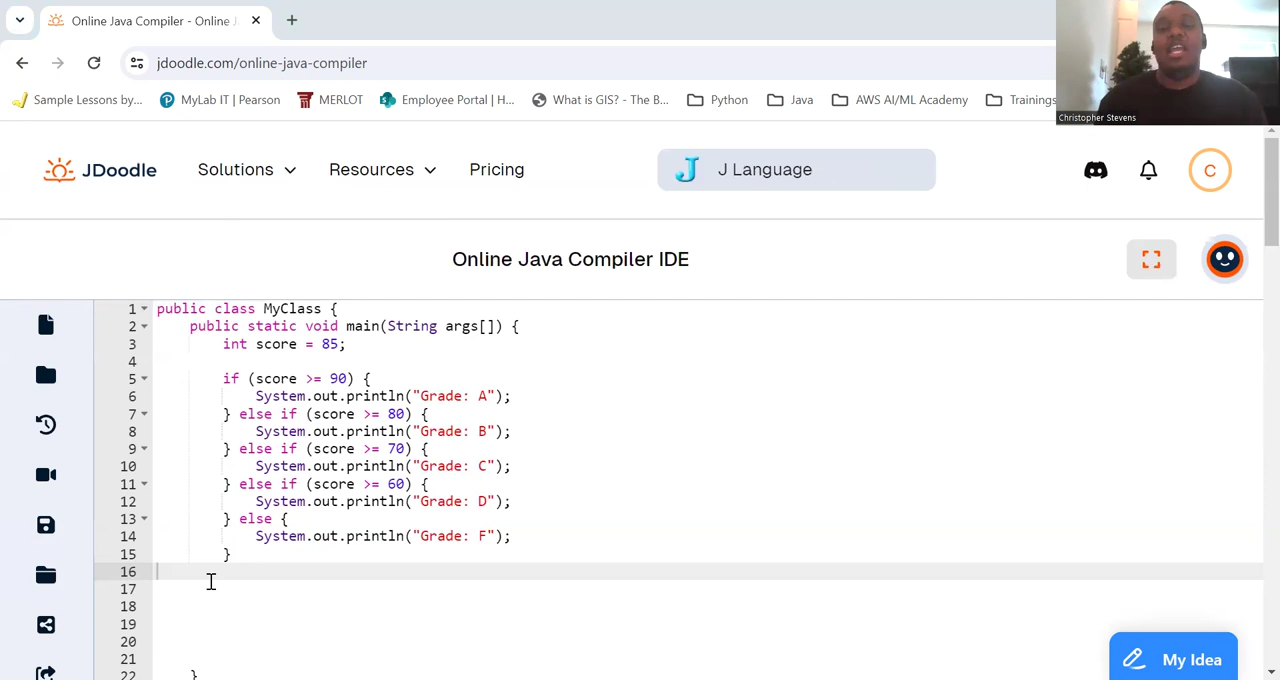 Online Java Compiler - Online J
jdoodle.com/online-java-compiler
Sample Lessons by...
MyLab IT | Pearson
MERLOT
Employee Portal | H...
What is GIS? - The B...
Python
Java
AWS AI/ML Academy
Trainings
Christopher Stevens
JDoodle
Solutions
Resources
Pricing
J Language
C
Online Java Compiler IDE
1 public class MyClass {
2 public static void main(String args[]) {
3 int score = 85;
4
5 if (score >= 90) {
6 System.out.println("Grade: A");
7 } else if (score >= 80) {
8 System.out.println("Grade: B");
9 } else if (score >= 70) {
10 System.out.println("Grade: C");
11 } else if (score >= 60) {
12 System.out.println("Grade: D");
13 } else {
14 System.out.println("Grade: F");
15 }
16
17
18
19
20
21
22 }
My Idea